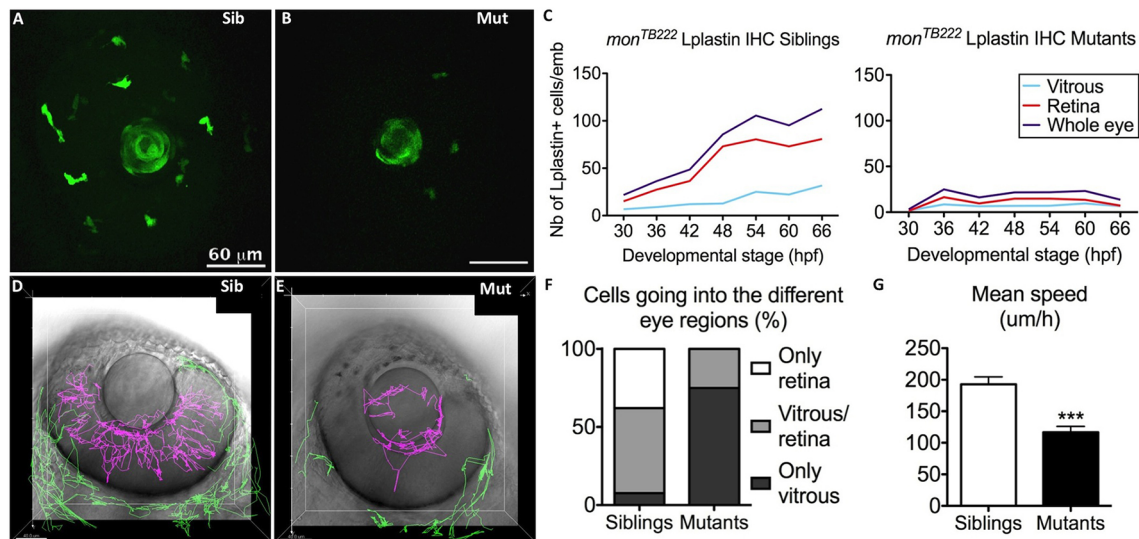 A
Sib
60 μm
B
Mut
C
mon^TB222 Lplastin IHC Siblings
150
100
50
0
30 36 42 48 54 60 66
Developmental stage (hpf)
Nb of Lplastin+ cells/emb
mon^TB222 Lplastin IHC Mutants
150
100
50
0
30 36 42 48 54 60 66
Developmental stage (hpf)
Vitrous
Retina
Whole eye
D
Sib
E
Mut
F
Cells going into the different
eye regions (%)
100
50
0
Siblings Mutants
Only
retina
Vitrous/
retina
Only
vitrous
G
Mean speed
(um/h)
250
200
150
100
50
0
***
Siblings Mutants